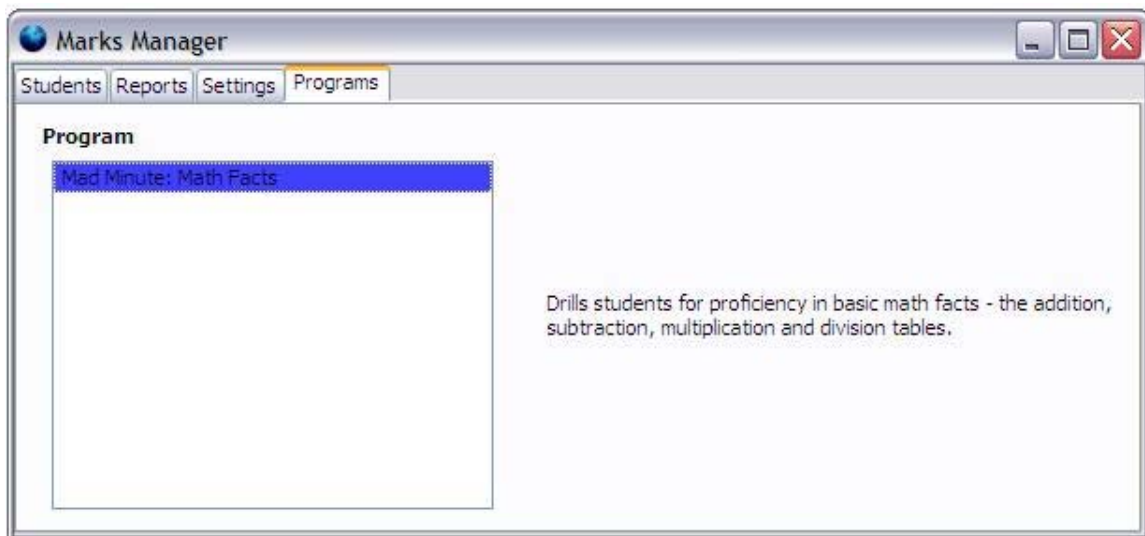 Marks Manager
Students Reports Settings Programs
Program
Mad Minute: Math Facts
Drills students for proficiency in basic math facts - the addition,
subtraction, multiplication and division tables.